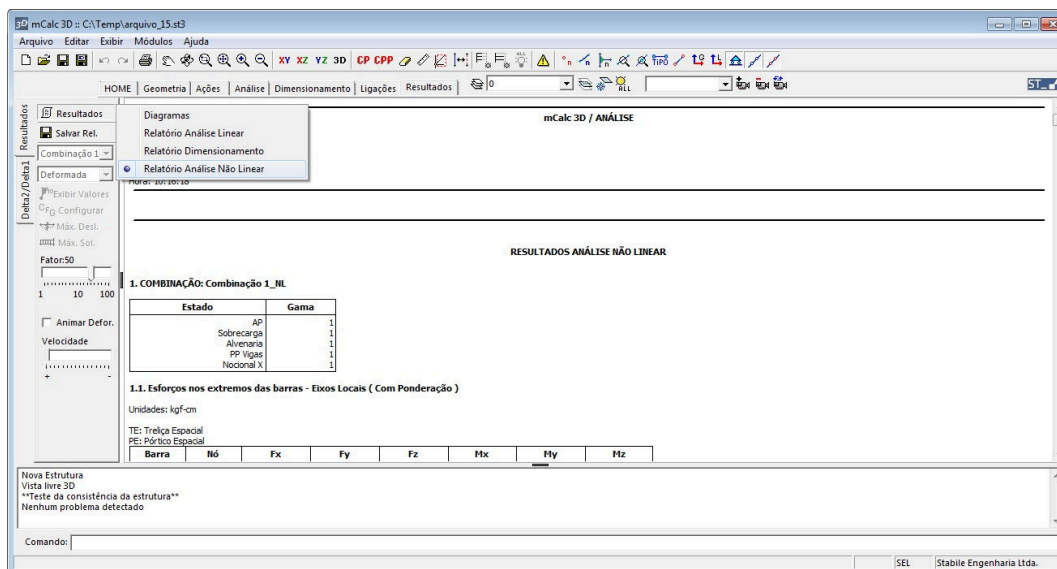 mCalc 3D :: C:\Temp\arquivo_15.st3
Arquivo Editar Exibir Módulos Ajuda
XY XZ YZ 3D CP CPP
HOME Geometria Ações Análise Dimensionamento Ligações Resultados 0 ALL
Resultados
Delta2/Delta1
Resultados
Salvar Rel.
Combinação 1
Deformada
Exibir Valores
Configurar
Máx. Desl.
Máx. Sol.
Fator:50
1 10 100
Animar Defor.
Velocidade
+ -
Diagramas
Relatório Análise Linear
Relatório Dimensionamento
Relatório Análise Não Linear
mCalc 3D / ANÁLISE
Hora: 10:16:18
RESULTADOS ANÁLISE NÃO LINEAR
1. COMBINAÇÃO: Combinação 1_NL
Estado Gama
AP 1
Sobrecarga 1
Alvenaria 1
PP Vigas 1
Nocional X 1
1.1. Esforços nos extremos das barras - Eixos Locais ( Com Ponderação )
Unidades: kgf-cm
TE: Treliça Espacial
PE: Pórtico Espacial
Barra Nó Fx Fy Fz Mx My Mz
Nova Estrutura
Vista livre 3D
**Teste da consistência da estrutura**
Nenhum problema detectado
Comando:
SEL Stabile Engenharia Ltda.